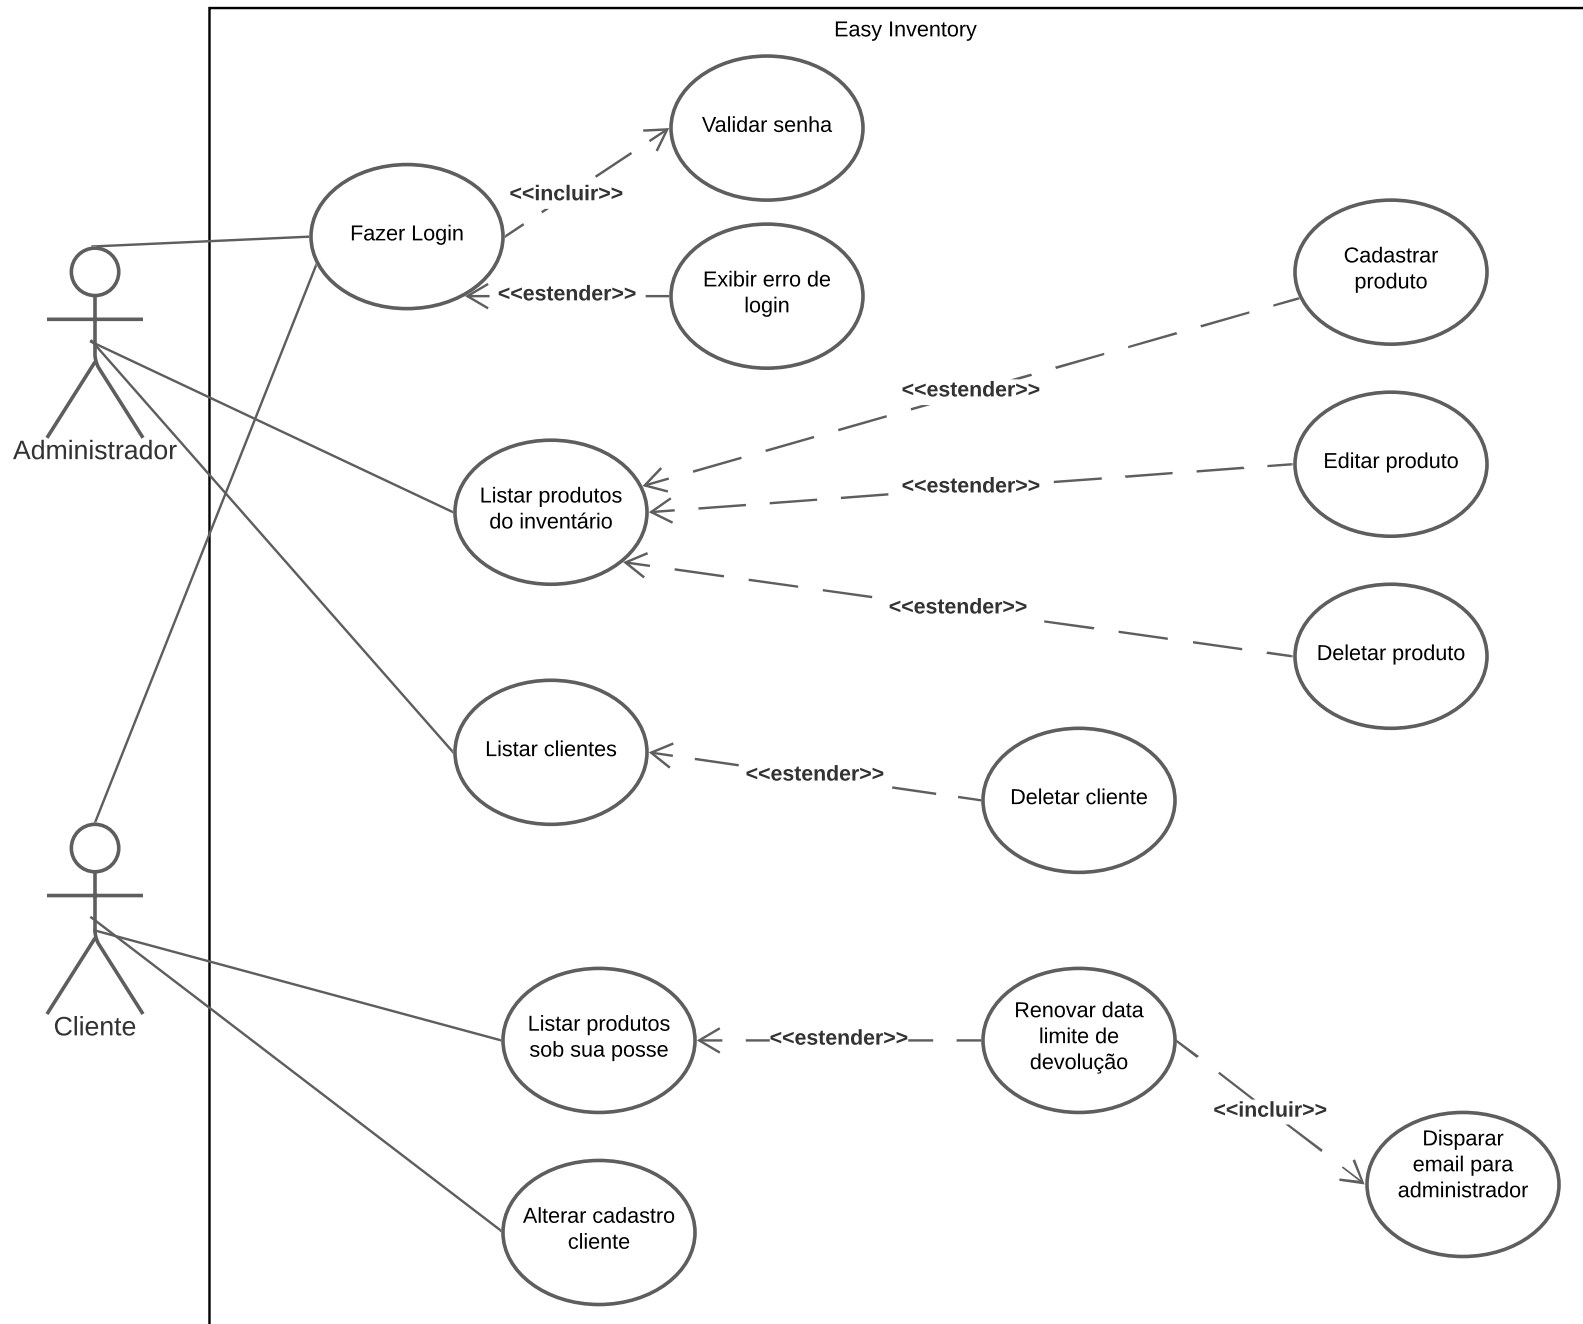 Easy Inventory
Validar senha
<<incluir>>
Fazer Login
Exibir erro de
login
<<estender>>
Cadastrar
produto
<<estender>>
Administrador
Editar produto
<<estender>>
Listar produtos
do inventário
<<estender>>
Deletar produto
Listar clientes
<<estender>>
Deletar cliente
Cliente
Listar produtos
sob sua posse
<<estender>>
Renovar data
limite de
devolução
<<incluir>>
Disparar
email para
administrador
Alterar cadastro
cliente